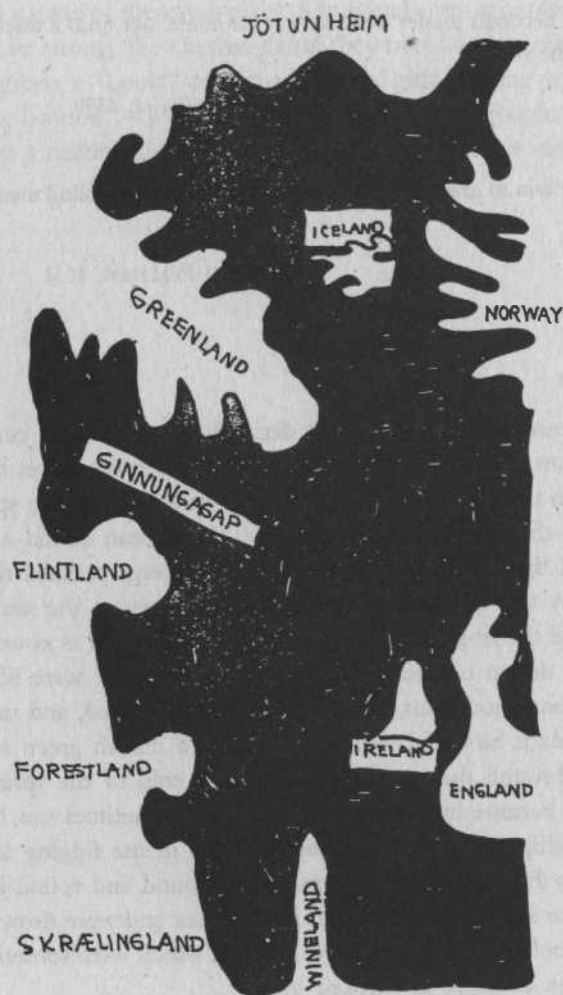 JÖTUNHEIM
ICELAND
NORWAY
GREENLAND
GINNUNGAGAP
FLINTLAND
FORESTLAND
IRELAND
ENGLAND
SKRÆLINGLAND
WINELAND